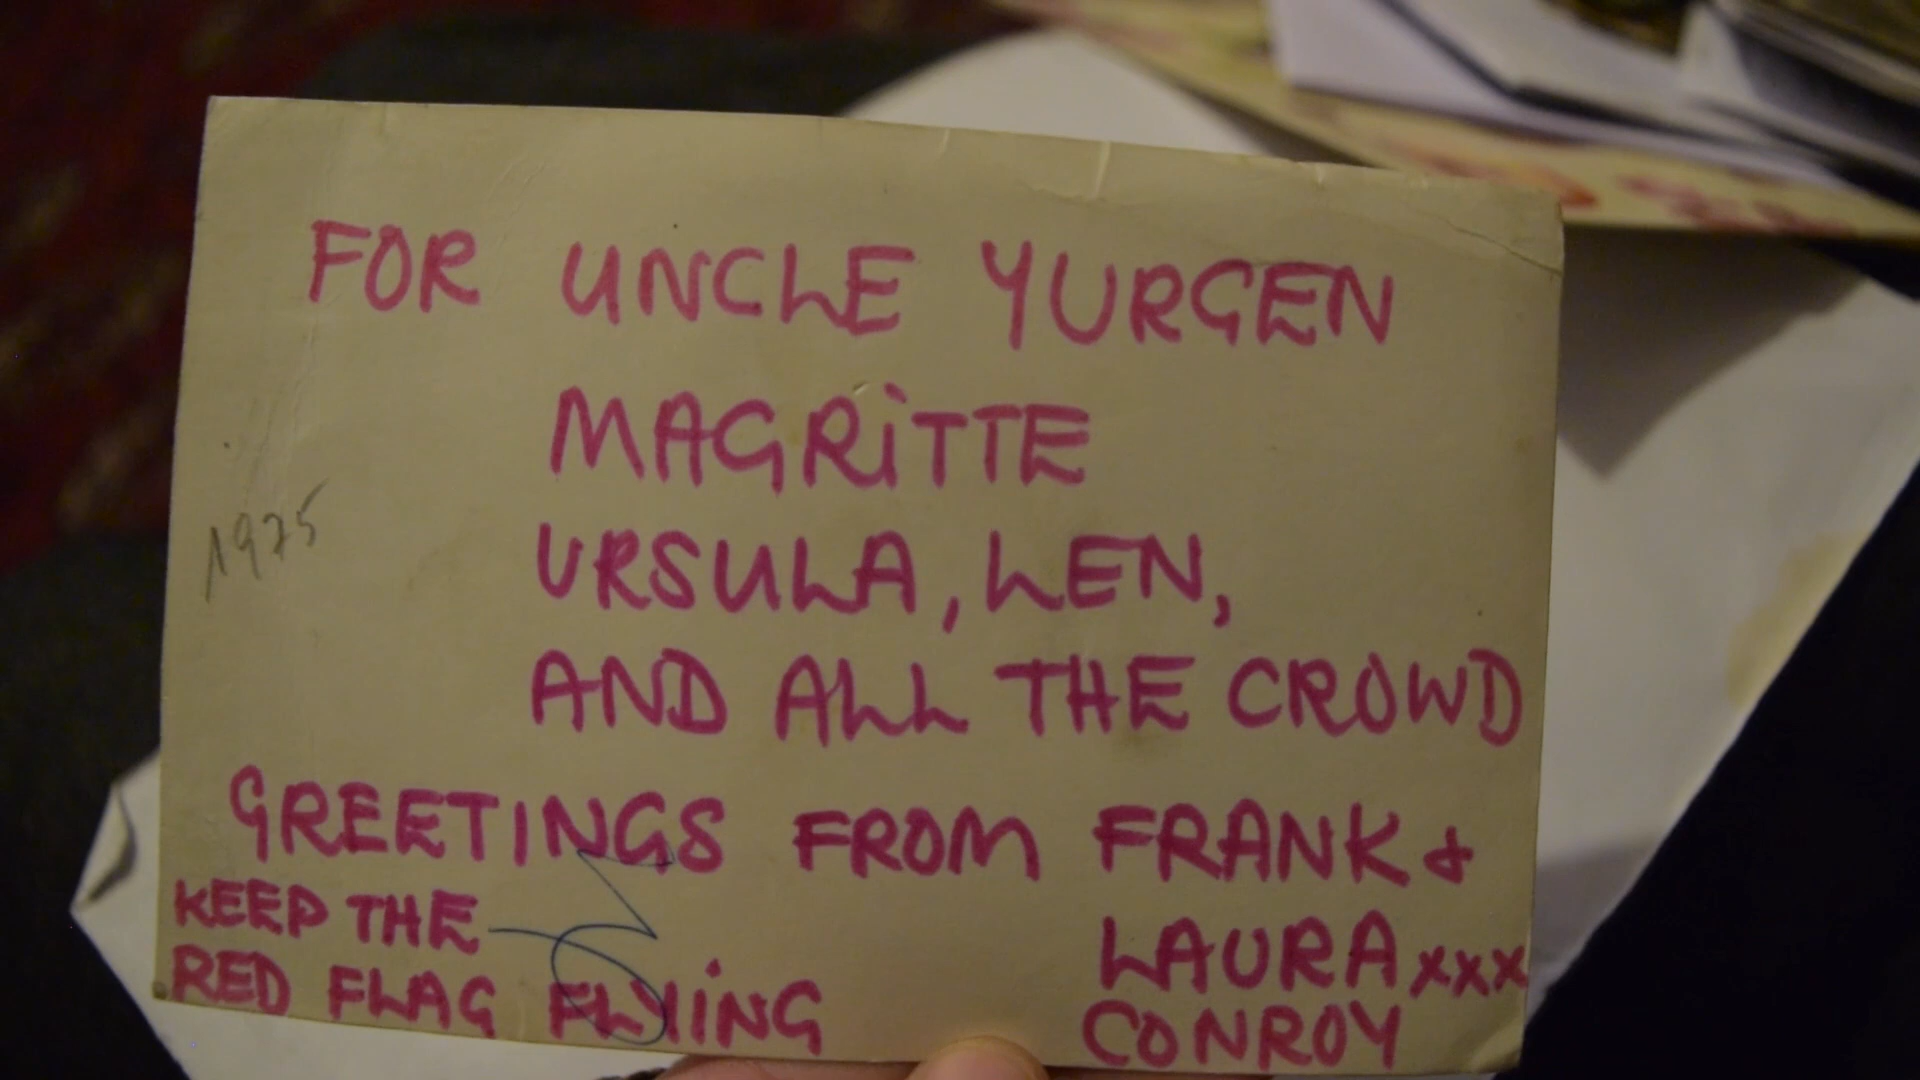 FOR UNCLE YURGEN
MAGRiTTE
1975
URSULA, LEN,
AND ALL THE CROWD
GREETINGS FROM FRANK &
KEEP THE
LAURA xxx
RED FLAG FLYiNG
CONROY